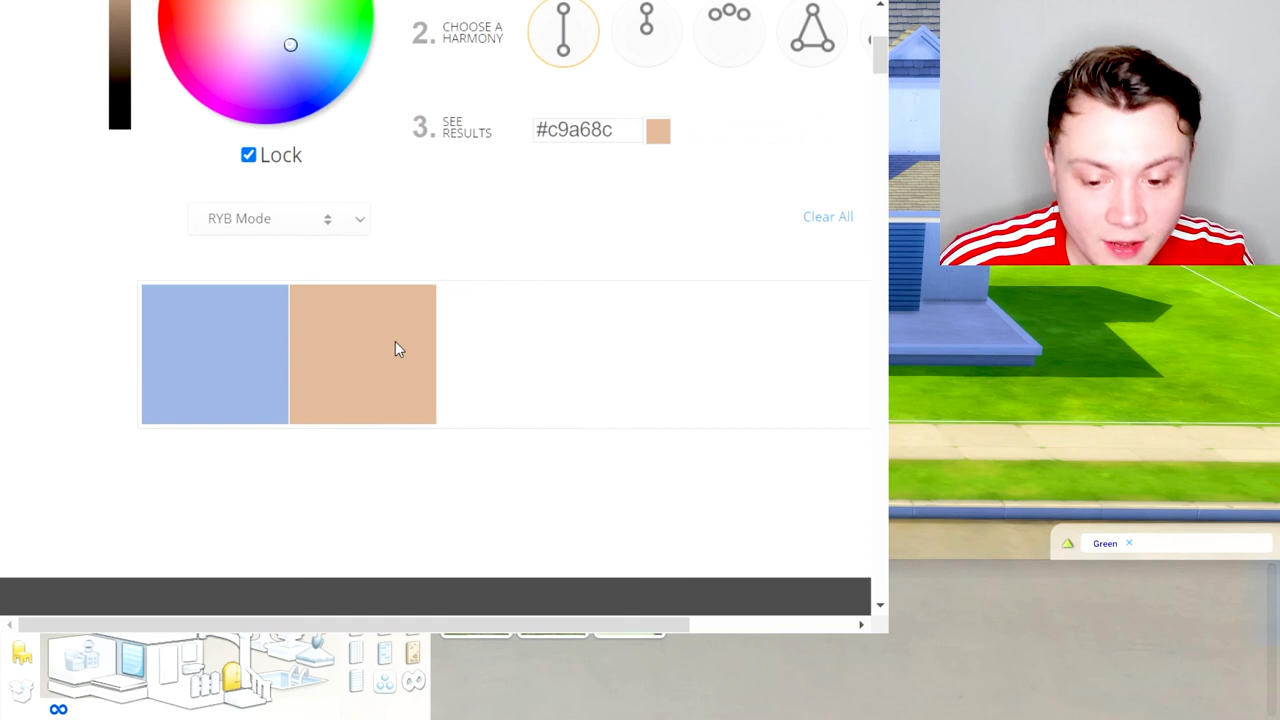 2. CHOOSE A
HARMONY
3. SEE
RESULTS
#c9a68c
Lock
RYB Mode
Clear All
Green